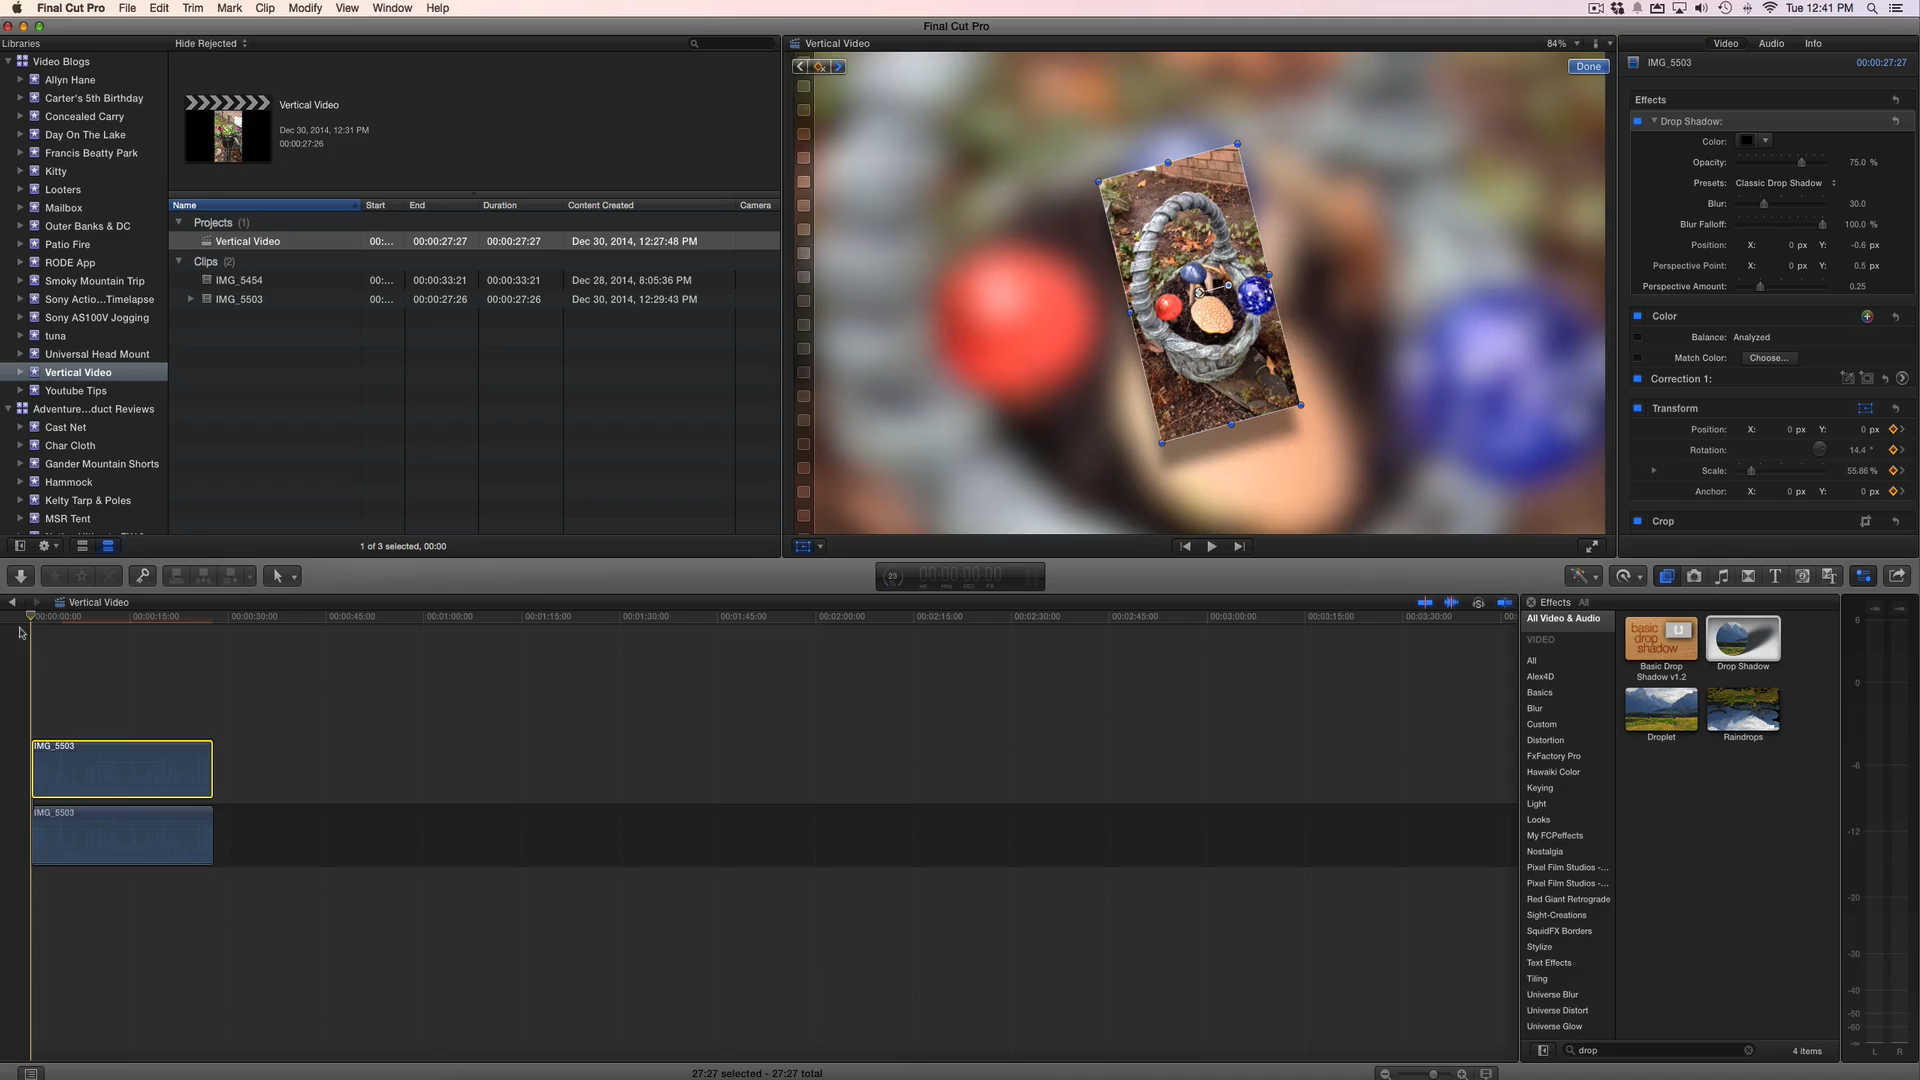 Final Cut Pro File Edit Trim Mark Clip Modify View Window Help Tue 12:41 PM
Final Cut Pro
Libraries
Video Blogs
Allyn Hane
Carter's 5th Birthday
Concealed Carry
Day On The Lake
Francis Beatty Park
Kitty
Looters
Mailbox
Outer Banks & DC
Patio Fire
RODE App
Smoky Mountain Trip
Sony Actio...Timelapse
Sony AS100V Jogging
tuna
Universal Head Mount
Vertical Video
Youtube Tips
Adventure...duct Reviews
Cast Net
Char Cloth
Gander Mountain Shorts
Hammock
Kelty Tarp & Poles
MSR Tent
Hide Rejected
Vertical Video
Dec 30, 2014, 12:31 PM
00:00:27:26
Name Start End Duration Content Created Camera
Projects (1)
Vertical Video 00:... 00:00:27:27 00:00:27:27 Dec 30, 2014, 12:27:48 PM
Clips (2)
IMG_5454 00:... 00:00:33:21 00:00:33:21 Dec 28, 2014, 8:05:36 PM
IMG_5503 00:... 00:00:27:26 00:00:27:26 Dec 30, 2014, 12:29:43 PM
1 of 3 selected, 00:00
Vertical Video 84%
Done
Video Audio Info
IMG_5503 00:00:27:27
Effects
Drop Shadow:
Color:
Opacity: 75.0 %
Presets: Classic Drop Shadow
Blur: 30.0
Blur Falloff: 100.0 %
Position: X: 0 px Y: -0.6 px
Perspective Point: X: 0 px Y: 0.5 px
Perspective Amount: 0.25
Color
Balance: Analyzed
Match Color: Choose...
Correction 1:
Transform
Position: X: 0 px Y: 0 px
Rotation: 14.4 °
Scale: 55.86 %
Anchor: X: 0 px Y: 0 px
Crop
23 00:00:00:00
% HR MIN SEC FR
Vertical Video
00:00:00:00 00:00:15:00 00:00:30:00 00:00:45:00 00:01:00:00 00:01:15:00 00:01:30:00 00:01:45:00 00:02:00:00 00:02:15:00 00:02:30:00 00:02:45:00 00:03:00:00 00:03:15:00 00:03:30:00
IMG_5503
IMG_5503
27:27 selected - 27:27 total
Effects All
All Video & Audio
VIDEO
All
Alex4D
Basics
Blur
Custom
Distortion
FxFactory Pro
Hawaiki Color
Keying
Light
Looks
My FCPeffects
Nostalgia
Pixel Film Studios -...
Pixel Film Studios -...
Red Giant Retrograde
Sight-Creations
SquidFX Borders
Stylize
Text Effects
Tiling
Universe Blur
Universe Distort
Universe Glow
basic
drop
shadow
Basic Drop
Shadow v1.2
Drop Shadow
Droplet
Raindrops
drop
4 items
6
0
-6
-12
-20
-30
-40
-50
-60
-∞
L R